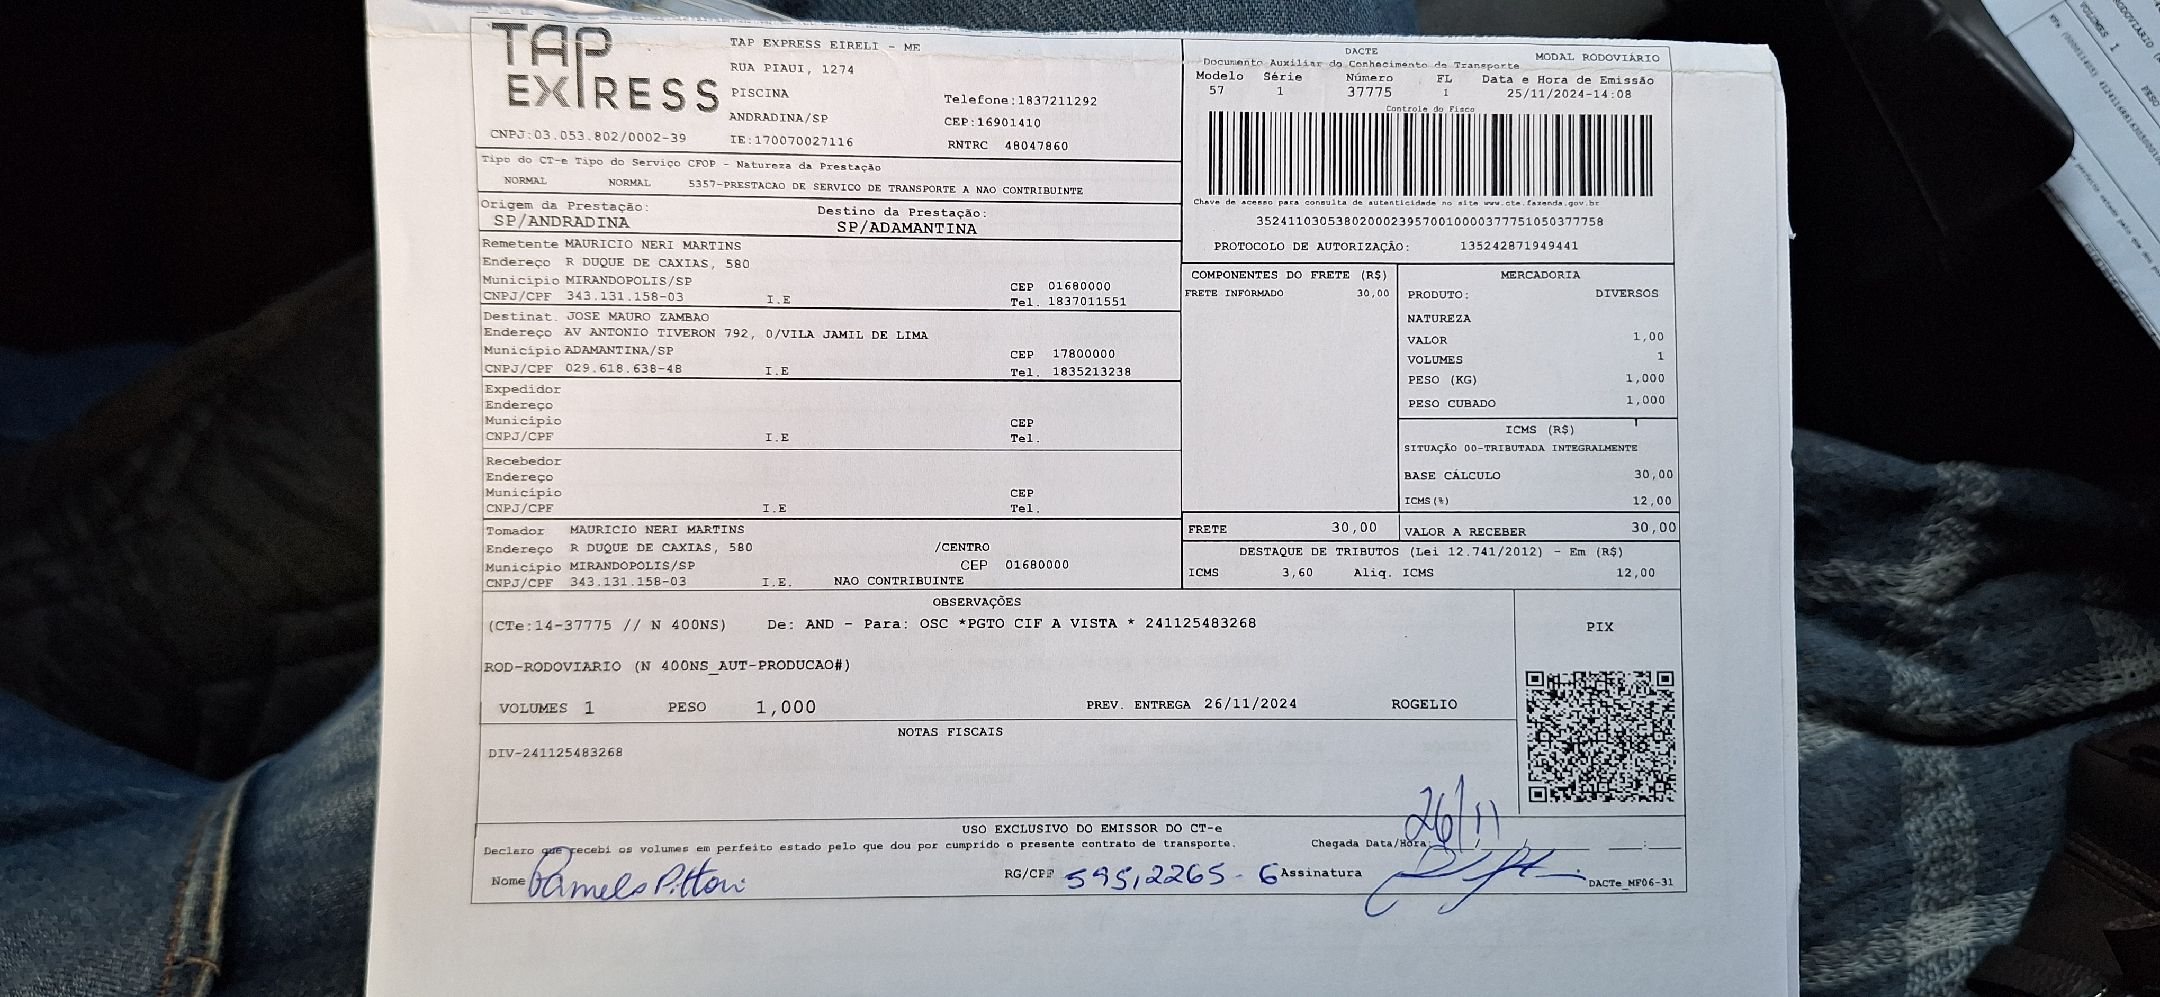 TAP EXPRESS
TAP EXPRESS EIRELI - ME
RUA PIAUI, 1274
PISCINA
Telefone:1837211292
ANDRADINA/SP
CEP:16901410
CNPJ:03.053.802/0002-39
IE:170070027116
RNTRC 48047860
DACTE
MODAL RODOVIÁRIO
Documento Auxiliar do Conhecimento de Transporte
Modelo Série Número FL Data e Hora de Emissão
57 1 37775 1 25/11/2024-14:08
Controle do Fisco
Chave de acesso para consulta de autenticidade no site www.cte.fazenda.gov.br
35241103053802000239570010000377751050377758
PROTOCOLO DE AUTORIZAÇÃO: 135242871949441
Tipo do CT-e Tipo do Serviço CFOP - Natureza da Prestação
NORMAL NORMAL 5357-PRESTACAO DE SERVICO DE TRANSPORTE A NAO CONTRIBUINTE
Origem da Prestação: Destino da Prestação:
SP/ANDRADINA SP/ADAMANTINA
Remetente MAURICIO NERI MARTINS
Endereço R DUQUE DE CAXIAS, 580
Municipio MIRANDOPOLIS/SP CEP 01680000
CNPJ/CPF 343.131.158-03 I.E Tel. 1837011551
Destinat. JOSE MAURO ZAMBAO
Endereço AV ANTONIO TIVERON 792, 0/VILA JAMIL DE LIMA
Município ADAMANTINA/SP CEP 17800000
CNPJ/CPF 029.618.638-48 I.E Tel. 1835213238
Expedidor
Endereço
Município CEP
CNPJ/CPF I.E Tel.
Recebedor
Endereço
Município CEP
CNPJ/CPF I.E Tel.
Tomador MAURICIO NERI MARTINS
Endereço R DUQUE DE CAXIAS, 580 /CENTRO
Município MIRANDOPOLIS/SP CEP 01680000
CNPJ/CPF 343.131.158-03 I.E. NAO CONTRIBUINTE
COMPONENTES DO FRETE (R$)
FRETE INFORMADO 30,00
MERCADORIA
PRODUTO: DIVERSOS
NATUREZA
VALOR 1,00
VOLUMES 1
PESO (KG) 1,000
PESO CUBADO 1,000
ICMS (R$)
SITUAÇÃO 00-TRIBUTADA INTEGRALMENTE
BASE CÁLCULO 30,00
ICMS(%) 12,00
FRETE 30,00 VALOR A RECEBER 30,00
DESTAQUE DE TRIBUTOS (Lei 12.741/2012) - Em (R$)
ICMS 3,60 Aliq. ICMS 12,00
OBSERVAÇÕES
(CTe:14-37775 // N 400NS) De: AND - Para: OSC *PGTO CIF A VISTA * 241125483268
ROD-RODOVIARIO (N 400NS_AUT-PRODUCAO#)
VOLUMES 1 PESO 1,000 PREV. ENTREGA 26/11/2024 ROGELIO
PIX
NOTAS FISCAIS
DIV-241125483268
USO EXCLUSIVO DO EMISSOR DO CT-e
Declaro que recebi os volumes em perfeito estado pelo que dou por cumprido o presente contrato de transporte. Chegada Data/Hora: 26/11
Nome Pamela Pittori RG/CPF 595,2265-6 Assinatura
DACTe_MF06-31